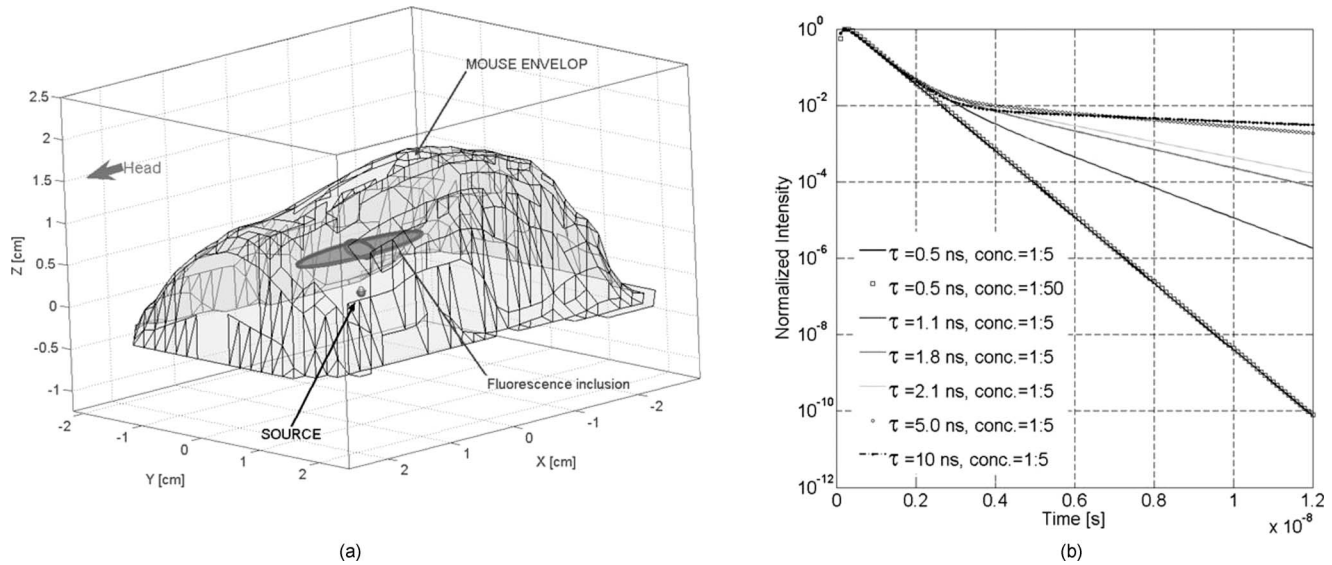 MOUSE ENVELOP
Head
Fluorescence inclusion
SOURCE
Z [cm]
2.5
2
1.5
1
0.5
0
-0.5
-1
Y [cm]
-2
-1
0
1
2
X [cm]
2
1
0
-1
-2
(a)
Normalized Intensity
10^0
10^-2
10^-4
10^-6
10^-8
10^-10
10^-12
τ =0.5 ns, conc.=1:5
τ =0.5 ns, conc.=1:50
τ =1.1 ns, conc.=1:5
τ =1.8 ns, conc.=1:5
τ =2.1 ns, conc.=1:5
τ =5.0 ns, conc.=1:5
τ =10 ns, conc.=1:5
0 0.2 0.4 0.6 0.8 1 1.2
Time [s]
x 10^-8
(b)